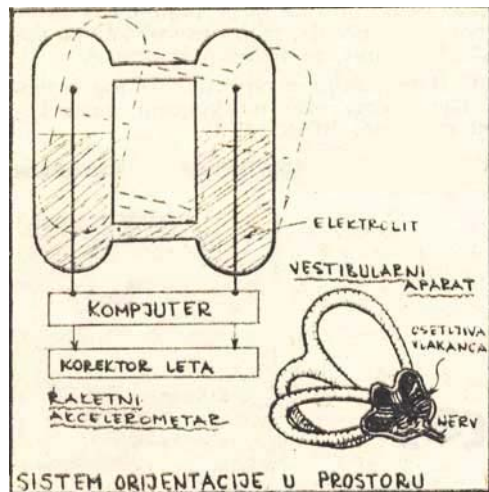 ELEKTROLIT
VESTIBULARNI
APARAT
KOMPJUTER
OSETLJIVA
VLAKANCA
KOREKTOR LETA
RAKETNI
AKCELEROMETAR
NERV
SISTEM ORIJENTACIJE U PROSTORU